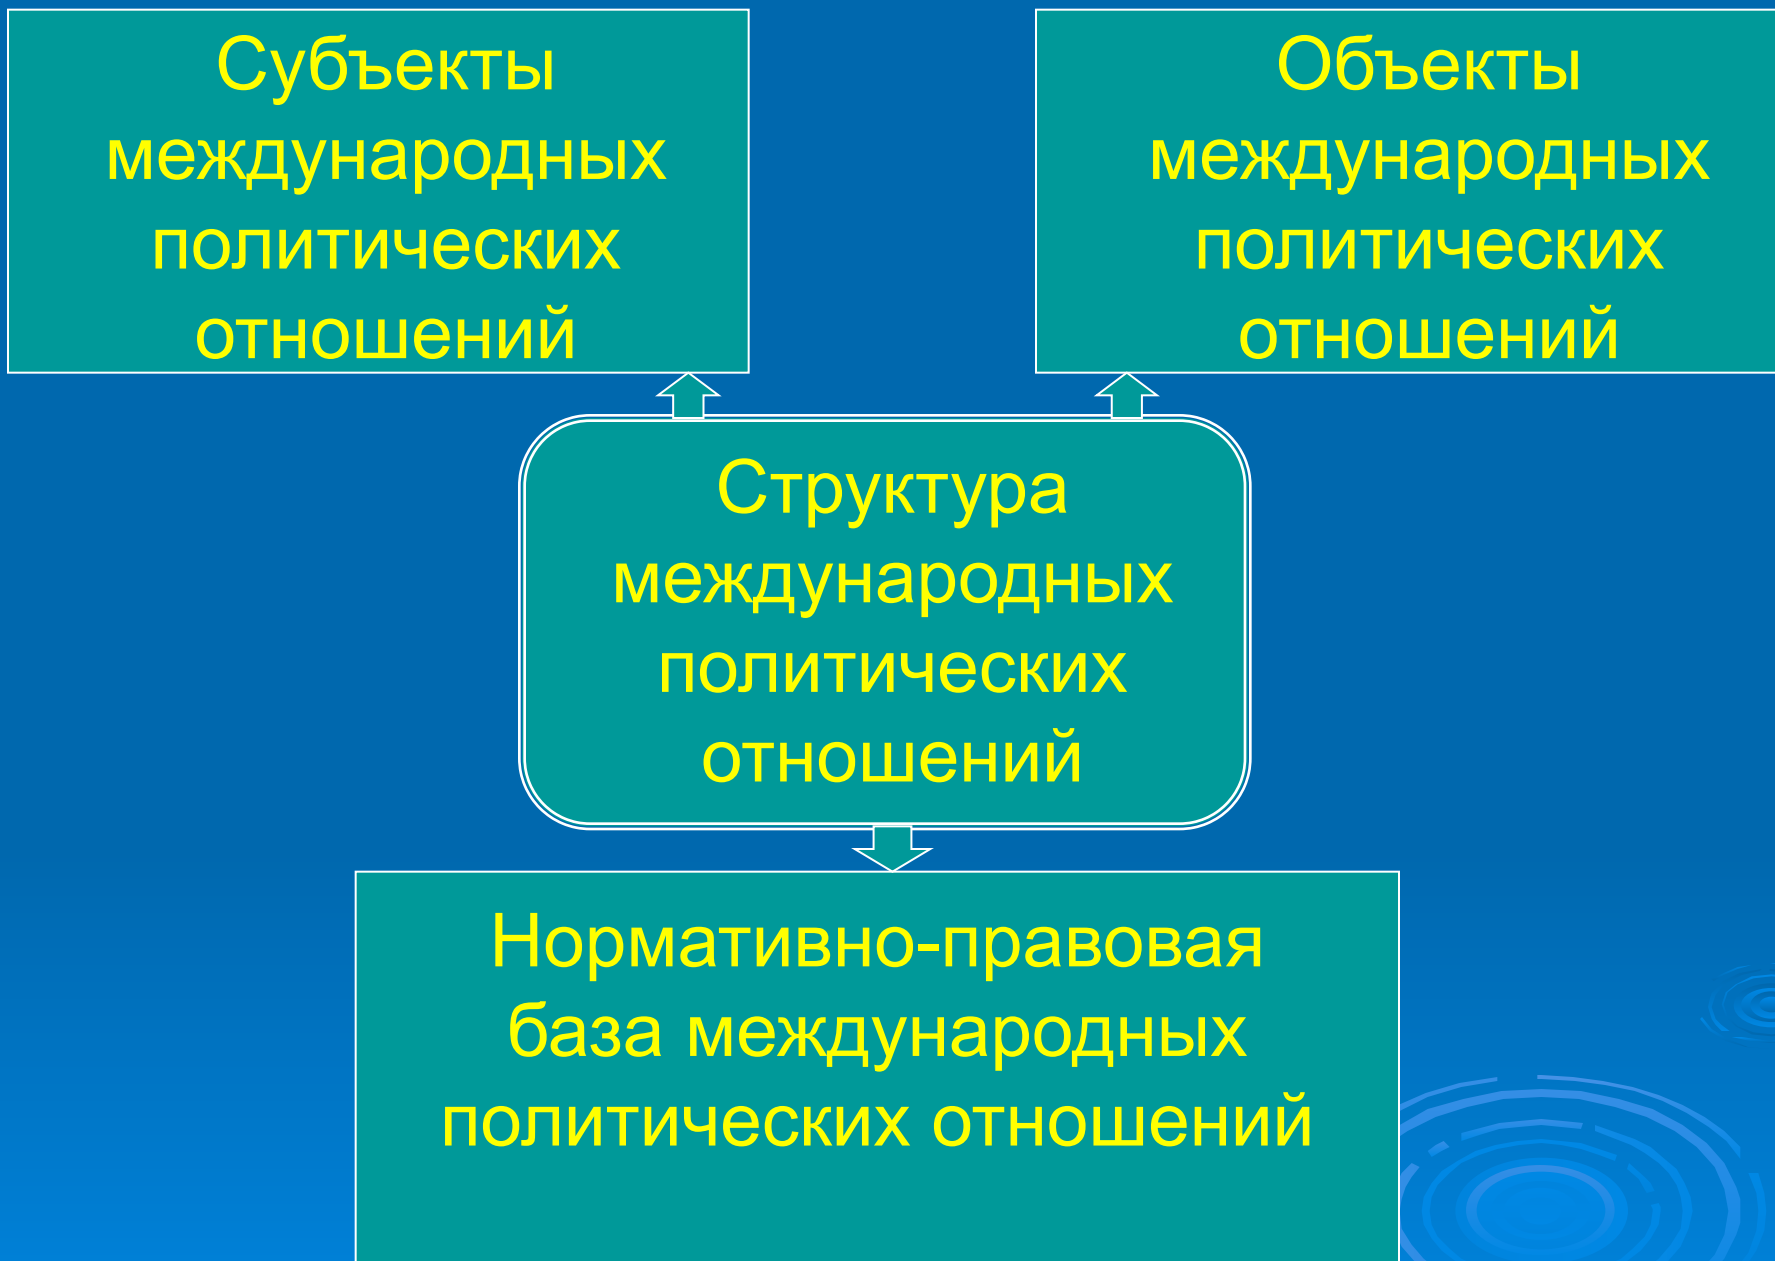 Субъекты
международных
политических
отношений
Объекты
международных
политических
отношений
Структура
международных
политических
отношений
Нормативно-правовая
база международных
политических отношений